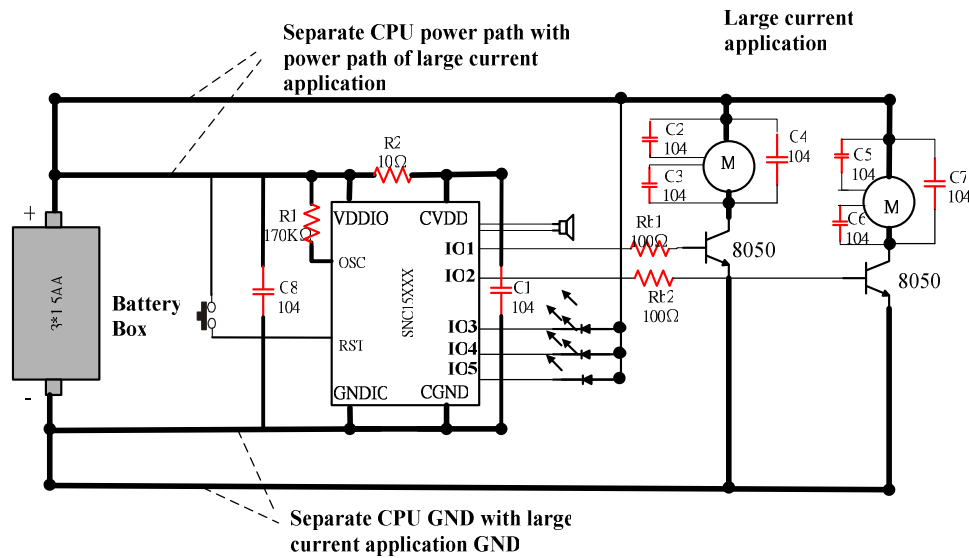 Separate CPU power path with
power path of large current
application
Large current
application
R2
10Ω
C2
104
C4
104
C3
104
M
C5
104
C7
104
C6
104
M
+
3*1.5AA
-
Battery
Box
R1
170KΩ
C8
104
VDDIO
CVDD
OSC
SNC15XXX
RST
GNDIC
CGND
IO1
IO2
IO3
IO4
IO5
C1
104
Rb1
100Ω
Rb2
100Ω
8050
8050
Separate CPU GND with large
current application GND